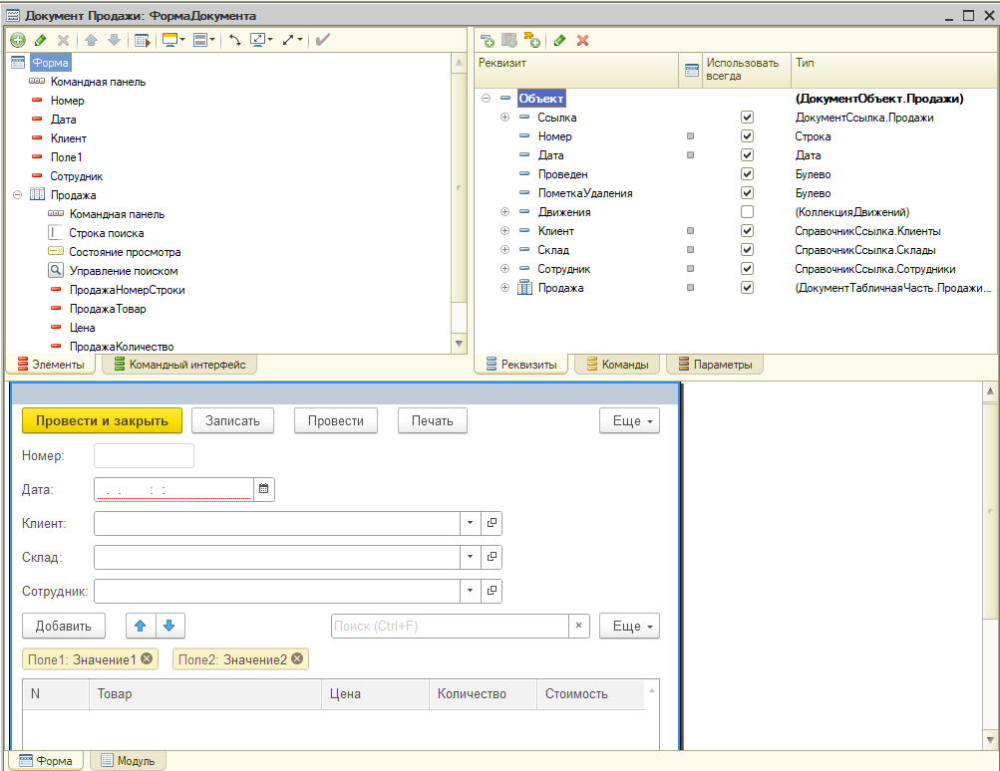 Документ Продажи: ФормаДокумента
Форма
Командная панель
Номер
Дата
Клиент
Поле1
Сотрудник
Продажа
Командная панель
Строка поиска
Состояние просмотра
Управление поиском
ПродажаНомерСтроки
ПродажаТовар
Цена
ПродажаКоличество
Элементы
Командный интерфейс
Реквизит
Использовать всегда
Тип
Объект (ДокументОбъект.Продажи)
Ссылка ДокументСсылка.Продажи
Номер Строка
Дата Дата
Проведен Булево
ПометкаУдаления Булево
Движения (КоллекцияДвижений)
Клиент СправочникСсылка.Клиенты
Склад СправочникСсылка.Склады
Сотрудник СправочникСсылка.Сотрудники
Продажа (ДокументТабличнаяЧасть.Продажи....
Реквизиты
Команды
Параметры
Провести и закрыть Записать Провести Печать Еще
Номер:
Дата: . . : :
Клиент:
Склад:
Сотрудник:
Добавить Поиск (Ctrl+F) × Еще
Поле1: Значение1 Поле2: Значение2
N Товар Цена Количество Стоимость
Форма Модуль